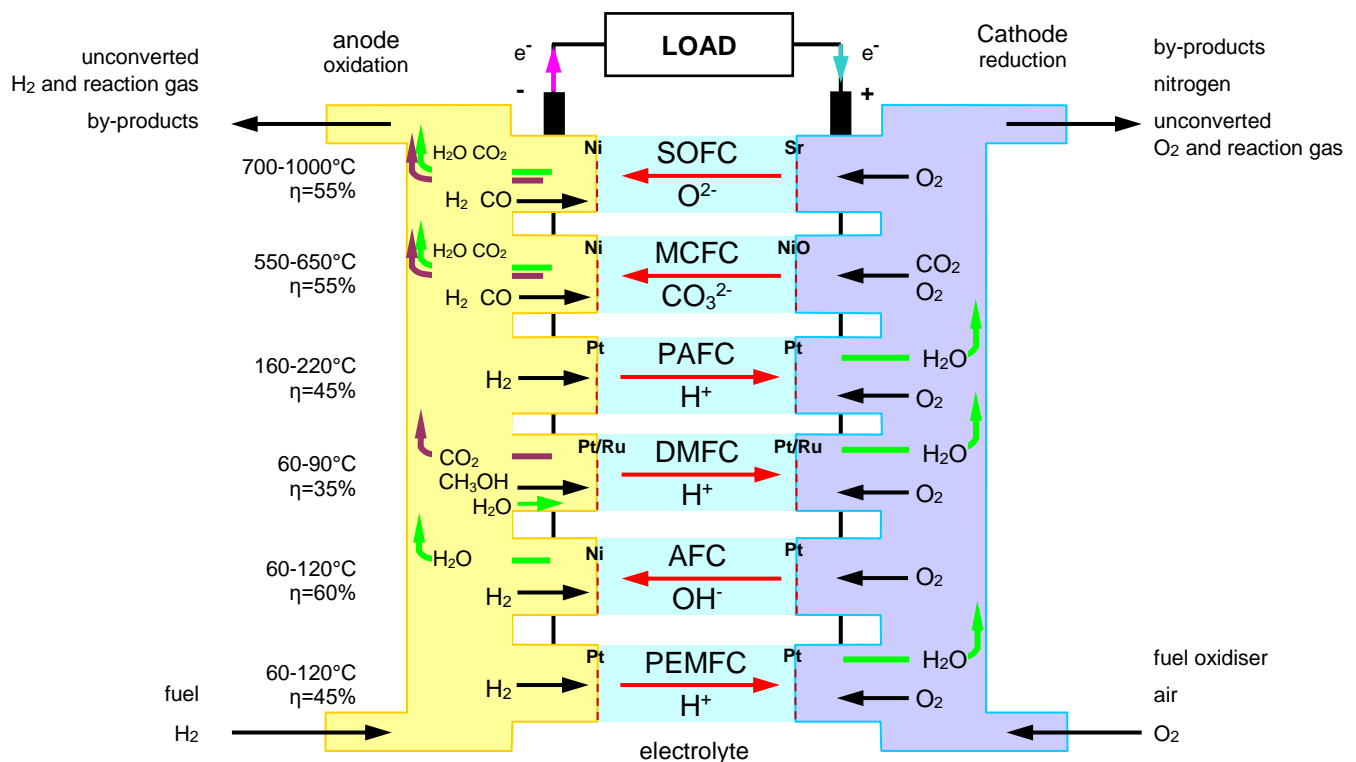 unconverted
H2 and reaction gas
by-products
anode
oxidation
e-
-
LOAD
e-
+
Cathode
reduction
by-products
nitrogen
unconverted
O2 and reaction gas
700-1000°C
η=55%
H2O CO2
H2 CO
Ni
SOFC
O2-
Sr
O2
550-650°C
η=55%
H2O CO2
H2 CO
Ni
MCFC
CO32-
NiO
CO2
O2
160-220°C
η=45%
H2
Pt
PAFC
H+
Pt
H2O
O2
60-90°C
η=35%
CO2
CH3OH
H2O
Pt/Ru
DMFC
H+
Pt/Ru
H2O
O2
60-120°C
η=60%
H2O
H2
Ni
AFC
OH-
Pt
O2
60-120°C
η=45%
H2
Pt
PEMFC
H+
Pt
H2O
O2
fuel
H2
electrolyte
fuel oxidiser
air
O2